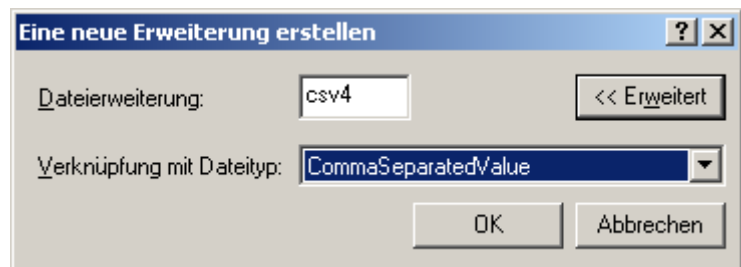 Eine neue Erweiterung erstellen
Dateierweiterung: csv4 << Erweitert
Verknüpfung mit Dateityp: CommaSeparatedValue
OK Abbrechen